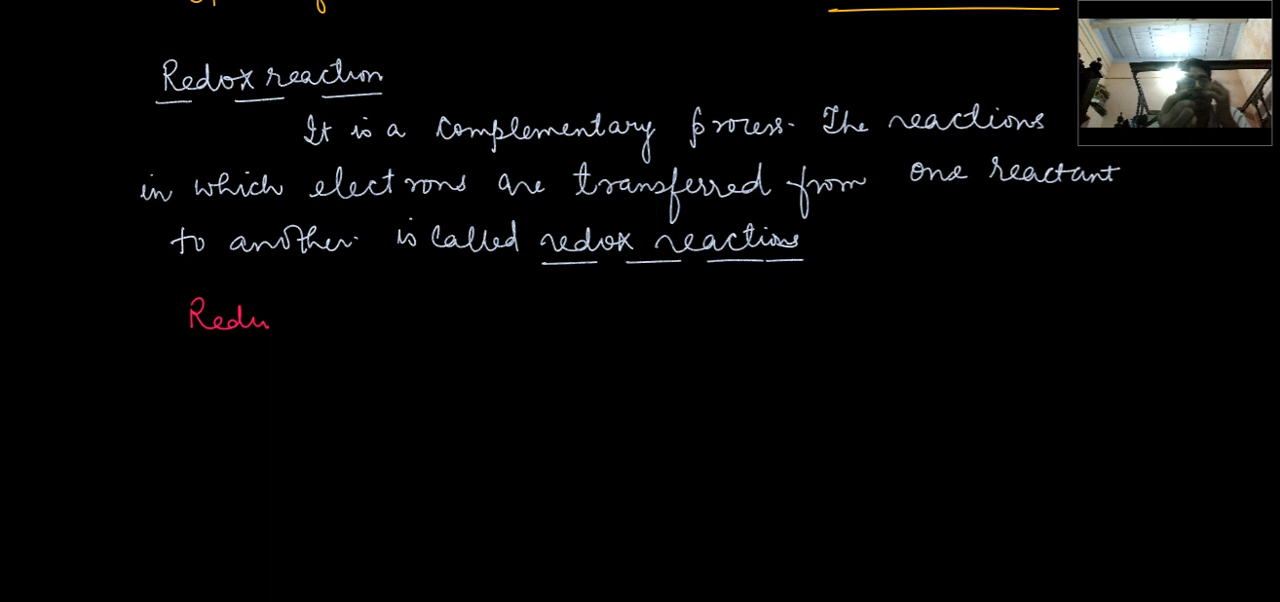 Redox reaction
It is a complementary process. The reactions
in which electrons are transferred from one reactant
to another. is called redox reactions
Redu